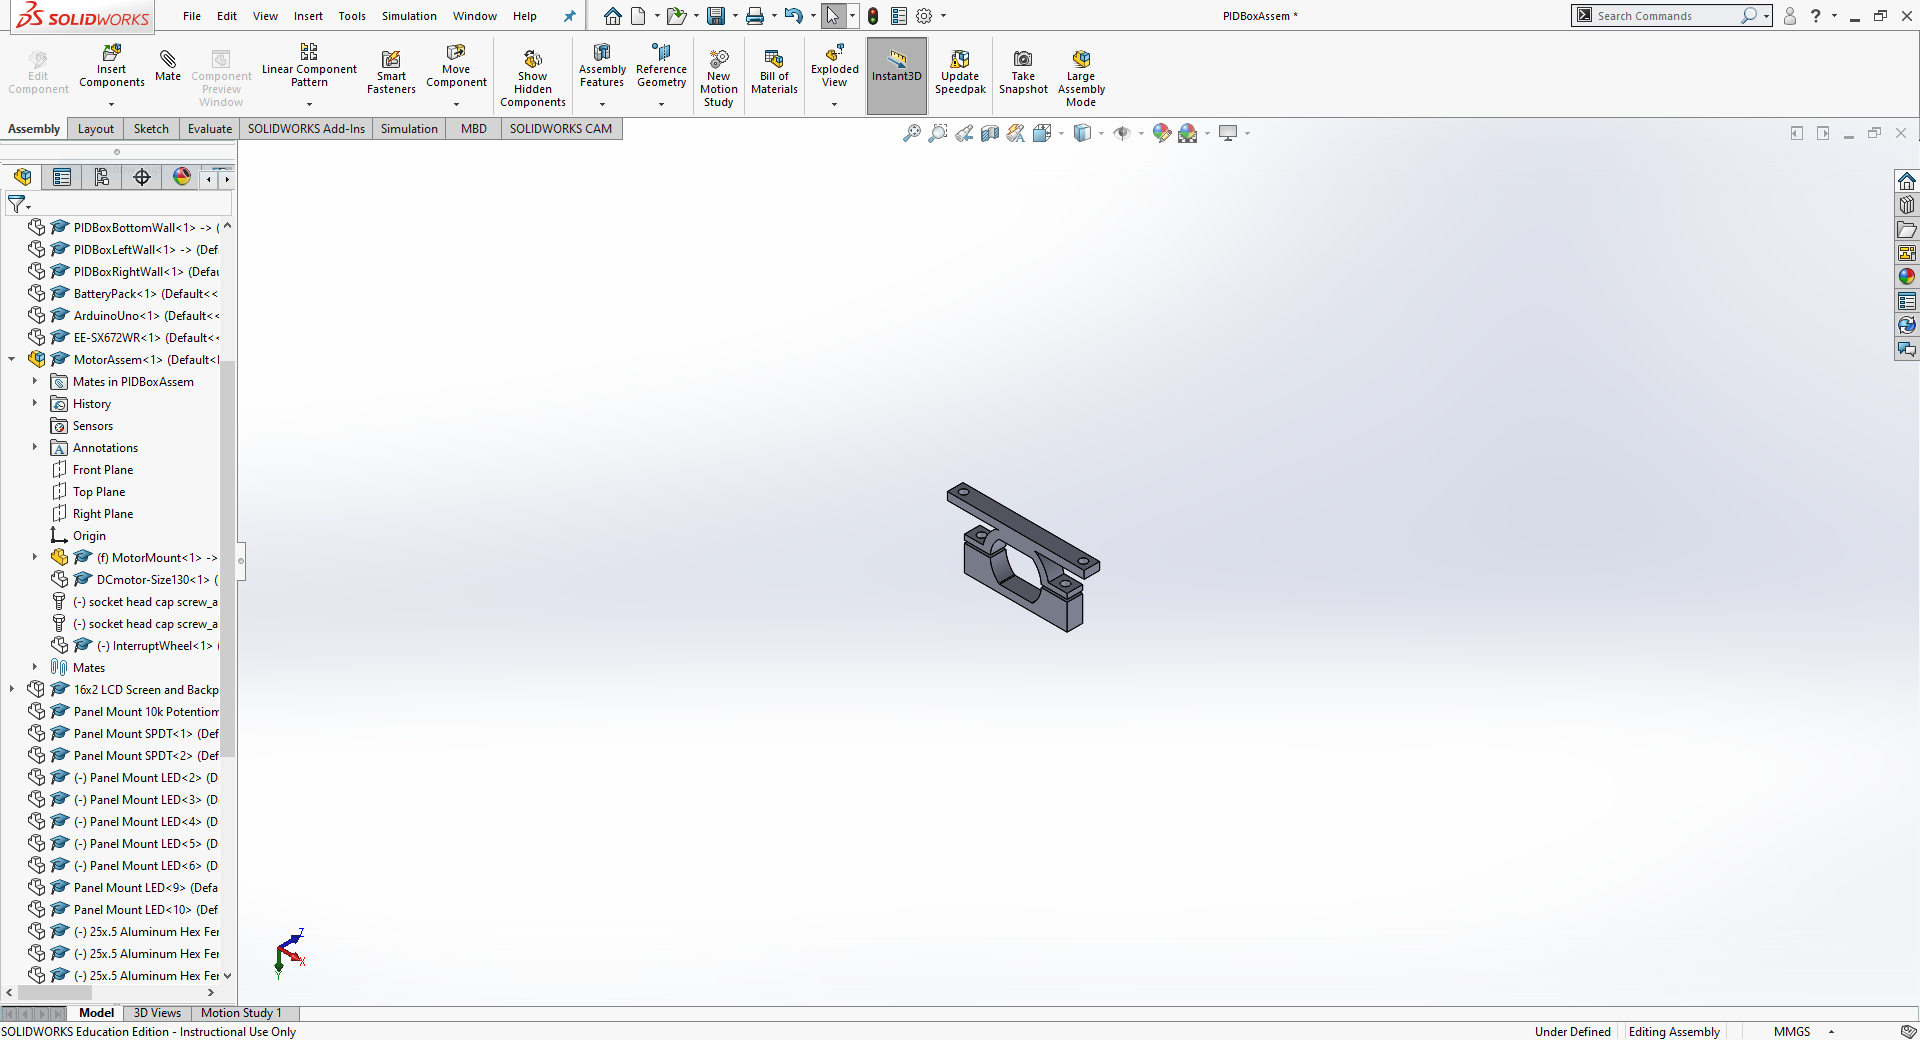 SOLIDWORKS
File Edit View Insert Tools Simulation Window Help
PIDBoxAssem *
Search Commands
?
Edit Component
Insert Components
Mate
Component Preview Window
Linear Component Pattern
Smart Fasteners
Move Component
Show Hidden Components
Assembly Features
Reference Geometry
New Motion Study
Bill of Materials
Exploded View
Instant3D
Update Speedpak
Take Snapshot
Large Assembly Mode
Assembly Layout Sketch Evaluate SOLIDWORKS Add-Ins Simulation MBD SOLIDWORKS CAM
PIDBoxBottomWall<1> -> (
PIDBoxLeftWall<1> -> (Def
PIDBoxRightWall<1> (Defau
BatteryPack<1> (Default<<
ArduinoUno<1> (Default<<
EE-SX672WR<1> (Default<<
MotorAssem<1> (Default<
Mates in PIDBoxAssem
History
Sensors
Annotations
Front Plane
Top Plane
Right Plane
Origin
(f) MotorMount<1> ->
DCmotor-Size130<1> (
(-) socket head cap screw_a
(-) socket head cap screw_a
(-) InterruptWheel<1> (
Mates
16x2 LCD Screen and Backp
Panel Mount 10k Potentiom
Panel Mount SPDT<1> (Def
Panel Mount SPDT<2> (Def
(-) Panel Mount LED<2> (D
(-) Panel Mount LED<3> (D
(-) Panel Mount LED<4> (D
(-) Panel Mount LED<5> (D
(-) Panel Mount LED<6> (D
Panel Mount LED<9> (Defa
Panel Mount LED<10> (Def
(-) 25x.5 Aluminum Hex Fer
(-) 25x.5 Aluminum Hex Fer
(-) 25x.5 Aluminum Hex Fer
Z
X
Y
Model 3D Views Motion Study 1
SOLIDWORKS Education Edition - Instructional Use Only
Under Defined Editing Assembly MMGS